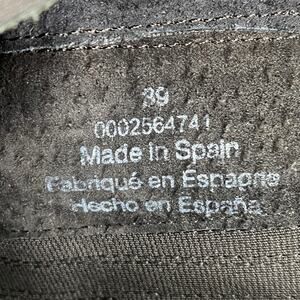 39
0002564741
Made in Spain
Fabriqué en Espagne
Hecho en España